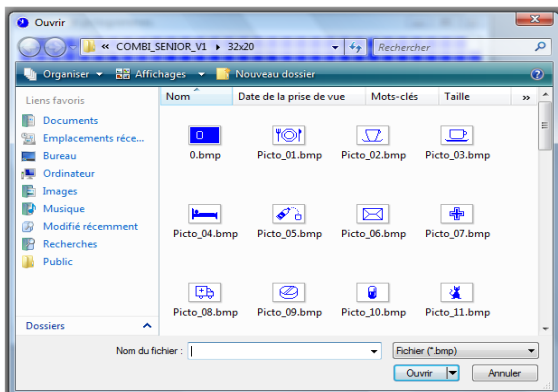 Ouvrir
« COMBI_SENIOR_V1 ▸ 32x20
Rechercher
Organiser Affichages Nouveau dossier
Liens favoris
Documents
Emplacements réce...
Bureau
Ordinateur
Images
Musique
Modifié récemment
Recherches
Public
Dossiers
Nom Date de la prise de vue Mots-clés Taille »
0
0.bmp Picto_01.bmp Picto_02.bmp Picto_03.bmp
Picto_04.bmp Picto_05.bmp Picto_06.bmp Picto_07.bmp
Picto_08.bmp Picto_09.bmp Picto_10.bmp Picto_11.bmp
Nom du fichier :
Fichier (*.bmp)
Ouvrir Annuler